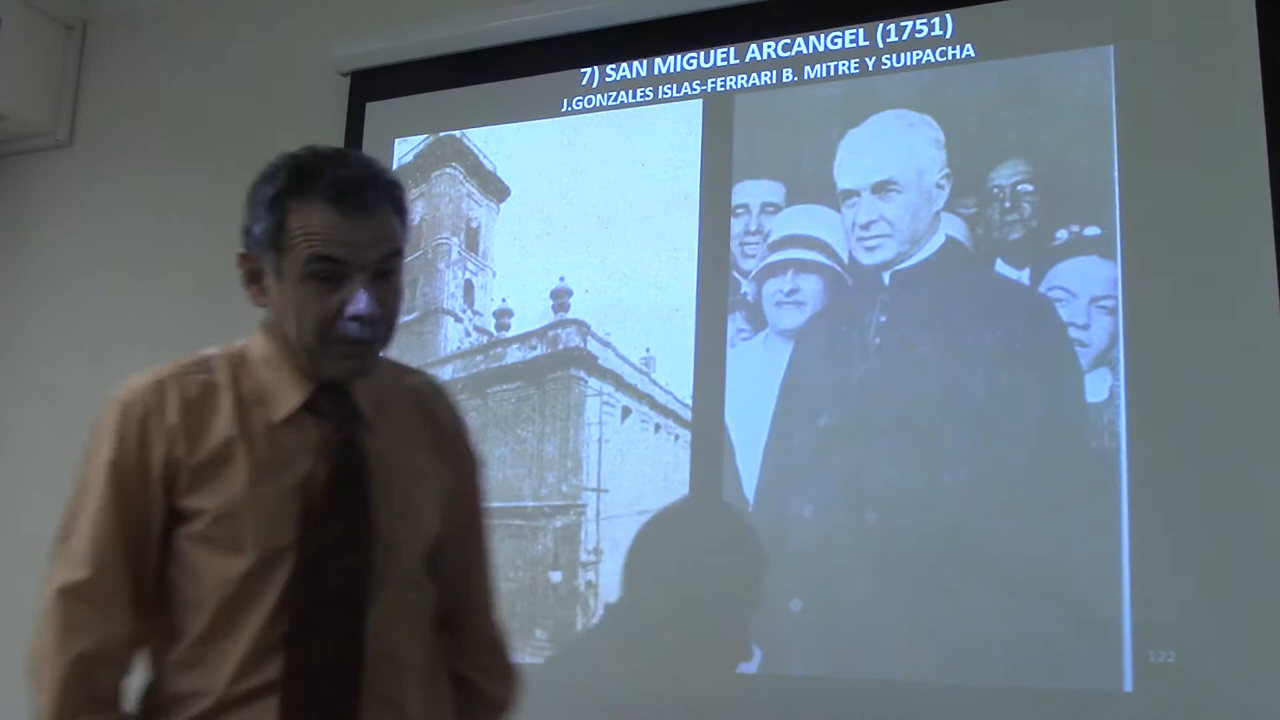 7) SAN MIGUEL ARCANGEL (1751)
J.GONZALES ISLAS-FERRARI B. MITRE Y SUIPACHA
122